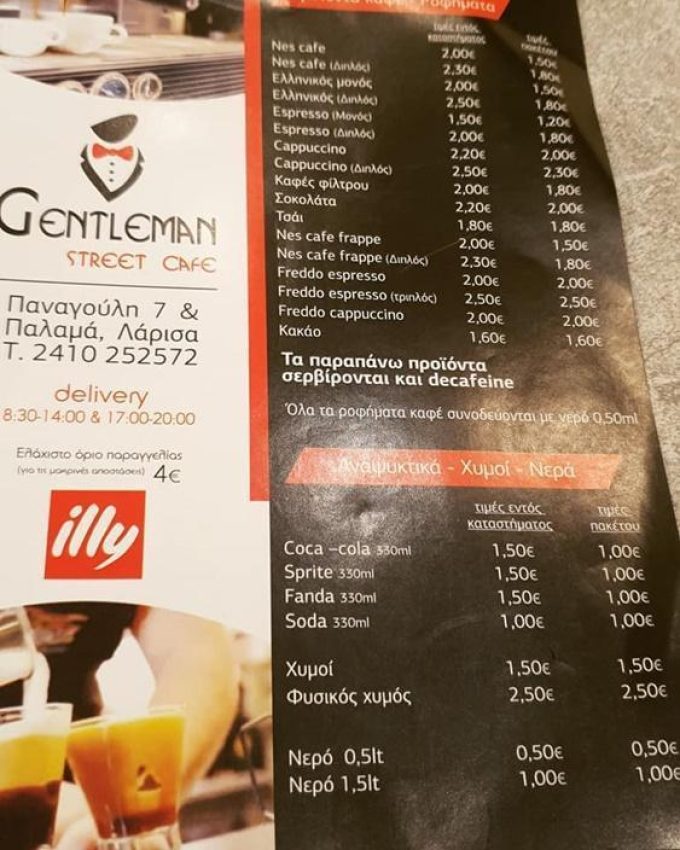 GENTLEMAN
STREET CAFE
Παναγούλη 7 &
Παλαμά, Λάρισα
Τ. 2410 252572
delivery
8:30-14:00 & 17:00-20:00
Ελάχιστο όριο παραγγελίας
(για τις μακρινές αποστάσεις) 4€
illy
καφέ - Ροφήματα
τιμές εντός καταστήματος τιμές πακέτου
Nes cafe 2,00€ 1,50€
Nes cafe (Διπλός) 2,30€ 1,80€
Ελληνικός μονός 2,00€ 1,50€
Ελληνικός (Διπλός) 2,50€ 1,80€
Espresso (Μονός) 1,50€ 1,20€
Espresso (Διπλός) 2,00€ 1,80€
Cappuccino 2,20€ 2,00€
Cappuccino (Διπλός) 2,50€ 2,30€
Καφές φίλτρου 2,00€ 1,80€
Σοκολάτα 2,20€ 2,00€
Τσάι 1,80€ 1,80€
Nes cafe frappe 2,00€ 1,50€
Nes cafe frappe (Διπλός) 2,30€ 1,80€
Freddo espresso 2,00€ 2,00€
Freddo espresso (τριπλός) 2,50€ 2,50€
Freddo cappuccino 2,00€ 2,00€
Κακάο 1,60€ 1,60€
Τα παραπάνω προϊόντα
σερβίρονται και decafeine
Όλα τα ροφήματα καφέ συνοδεύονται με νερό 0,50ml
Αναψυκτικά - Χυμοί - Νερά
τιμές εντός καταστήματος τιμές πακέτου
Coca –cola 330ml 1,50€ 1,00€
Sprite 330ml 1,50€ 1,00€
Fanda 330ml 1,50€ 1,00€
Soda 330ml 1,00€ 1,00€
Χυμοί 1,50€ 1,50€
Φυσικός χυμός 2,50€ 2,50€
Νερό 0,5lt 0,50€ 0,50€
Νερό 1,5lt 1,00€ 1,00€